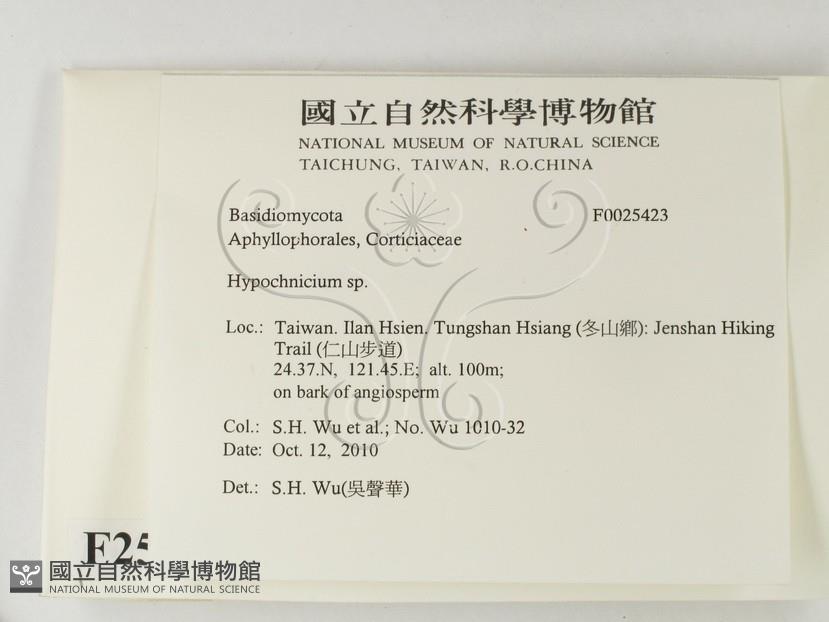 國立自然科學博物館
NATIONAL MUSEUM OF NATURAL SCIENCE
TAICHUNG, TAIWAN, R.O.CHINA
Basidiomycota F0025423
Aphyllophorales, Corticiaceae
Hypochnicium sp.
Loc.: Taiwan. Ilan Hsien. Tungshan Hsiang (冬山鄉): Jenshan Hiking
Trail (仁山步道)
24.37.N, 121.45.E; alt. 100m;
on bark of angiosperm
Col.: S.H. Wu et al.; No. Wu 1010-32
Date: Oct. 12, 2010
Det.: S.H. Wu(吳聲華)
F25
國立自然科學博物館
NATIONAL MUSEUM OF NATURAL SCIENCE